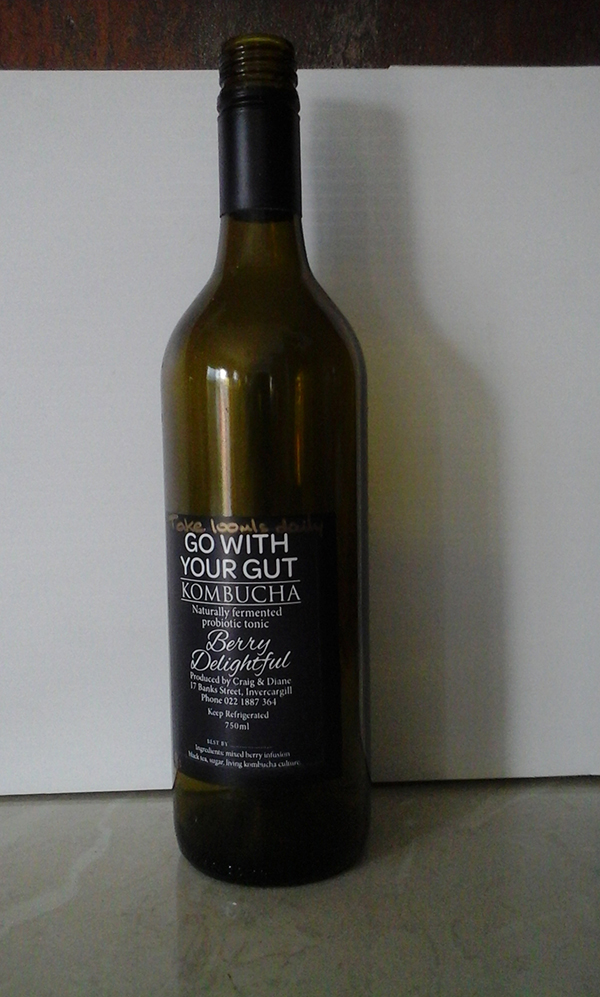 Take 100mls daily
GO WITH
YOUR GUT
KOMBUCHA
Naturally fermented
probiotic tonic
Berry
Delightful
Produced by Craig & Diane
17 Banks Street, Invercargill
Phone 022 1887 364
Keep Refrigerated
750ml
BEST BY
Ingredients: mixed berry infusion
black tea, sugar, living kombucha culture.